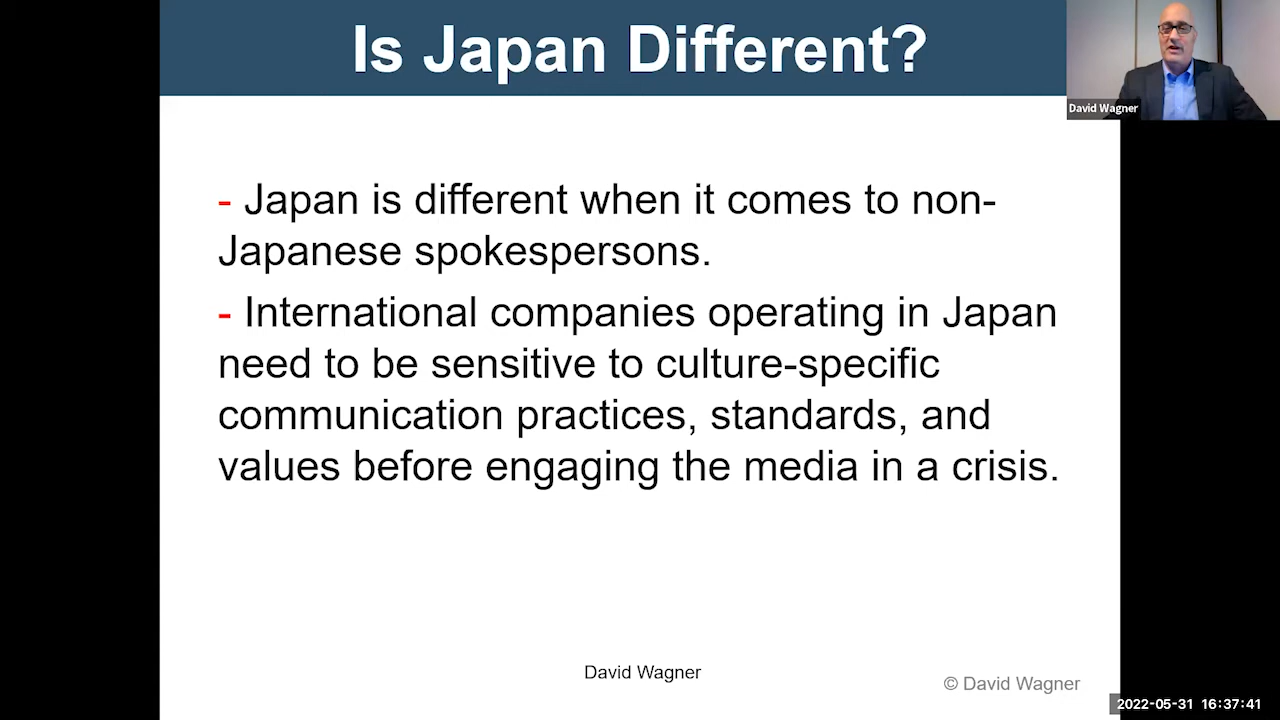 Is Japan Different?
David Wagner
- Japan is different when it comes to non-
Japanese spokespersons.
- International companies operating in Japan
need to be sensitive to culture-specific
communication practices, standards, and
values before engaging the media in a crisis.
David Wagner
© David Wagner
2022-05-31 16:37:41